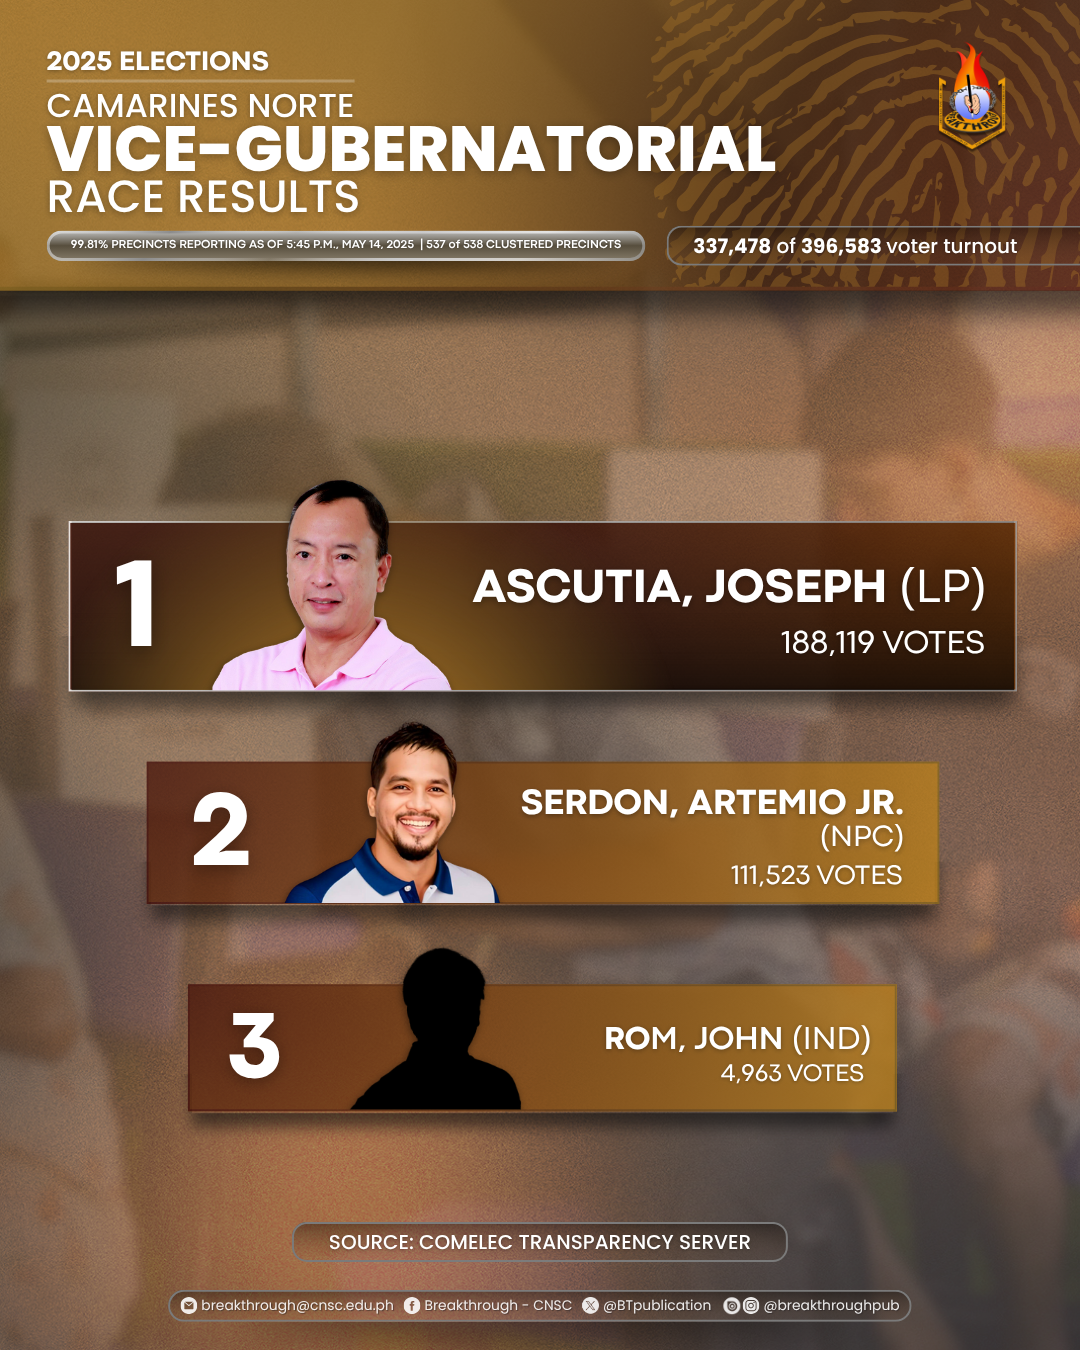 2025 ELECTIONS
CAMARINES NORTE
VICE-GUBERNATORIAL
RACE RESULTS
99.81% PRECINCTS REPORTING AS OF 5:45 P.M., MAY 14, 2025 | 537 of 538 CLUSTERED PRECINCTS
337,478 of 396,583 voter turnout
1
ASCUTIA, JOSEPH (LP)
188,119 VOTES
2
SERDON, ARTEMIO JR.
(NPC)
111,523 VOTES
3
ROM, JOHN (IND)
4,963 VOTES
SOURCE: COMELEC TRANSPARENCY SERVER
breakthrough@cnsc.edu.ph Breakthrough - CNSC @BTpublication @breakthroughpub